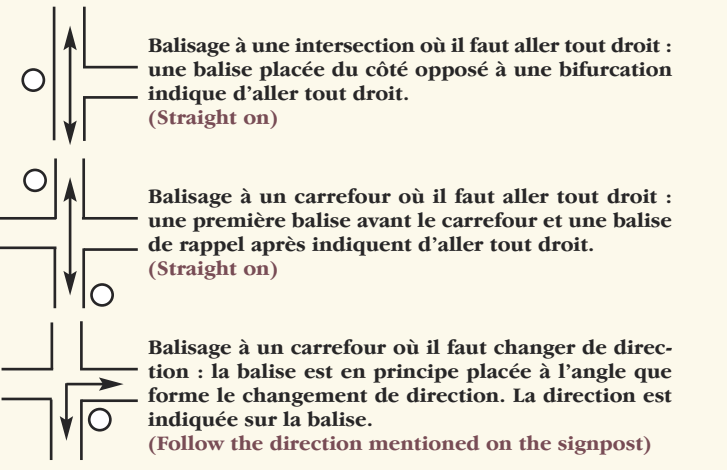 Balisage à une intersection où il faut aller tout droit :
une balise placée du côté opposé à une bifurcation
indique d'aller tout droit.
(Straight on)
Balisage à un carrefour où il faut aller tout droit :
une première balise avant le carrefour et une balise
de rappel après indiquent d'aller tout droit.
(Straight on)
Balisage à un carrefour où il faut changer de direc-
tion : la balise est en principe placée à l'angle que
forme le changement de direction. La direction est
indiquée sur la balise.
(Follow the direction mentioned on the signpost)